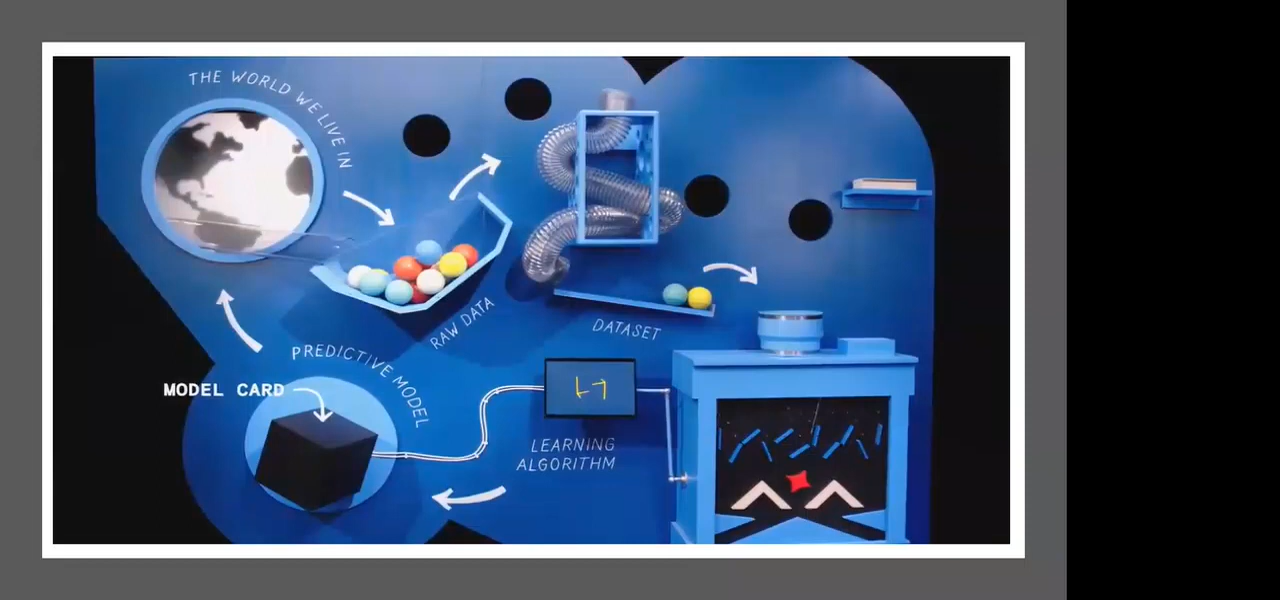 THE WORLD WE LIVE IN
RAW DATA
DATASET
PREDICTIVE MODEL
MODEL CARD
LEARNING
ALGORITHM